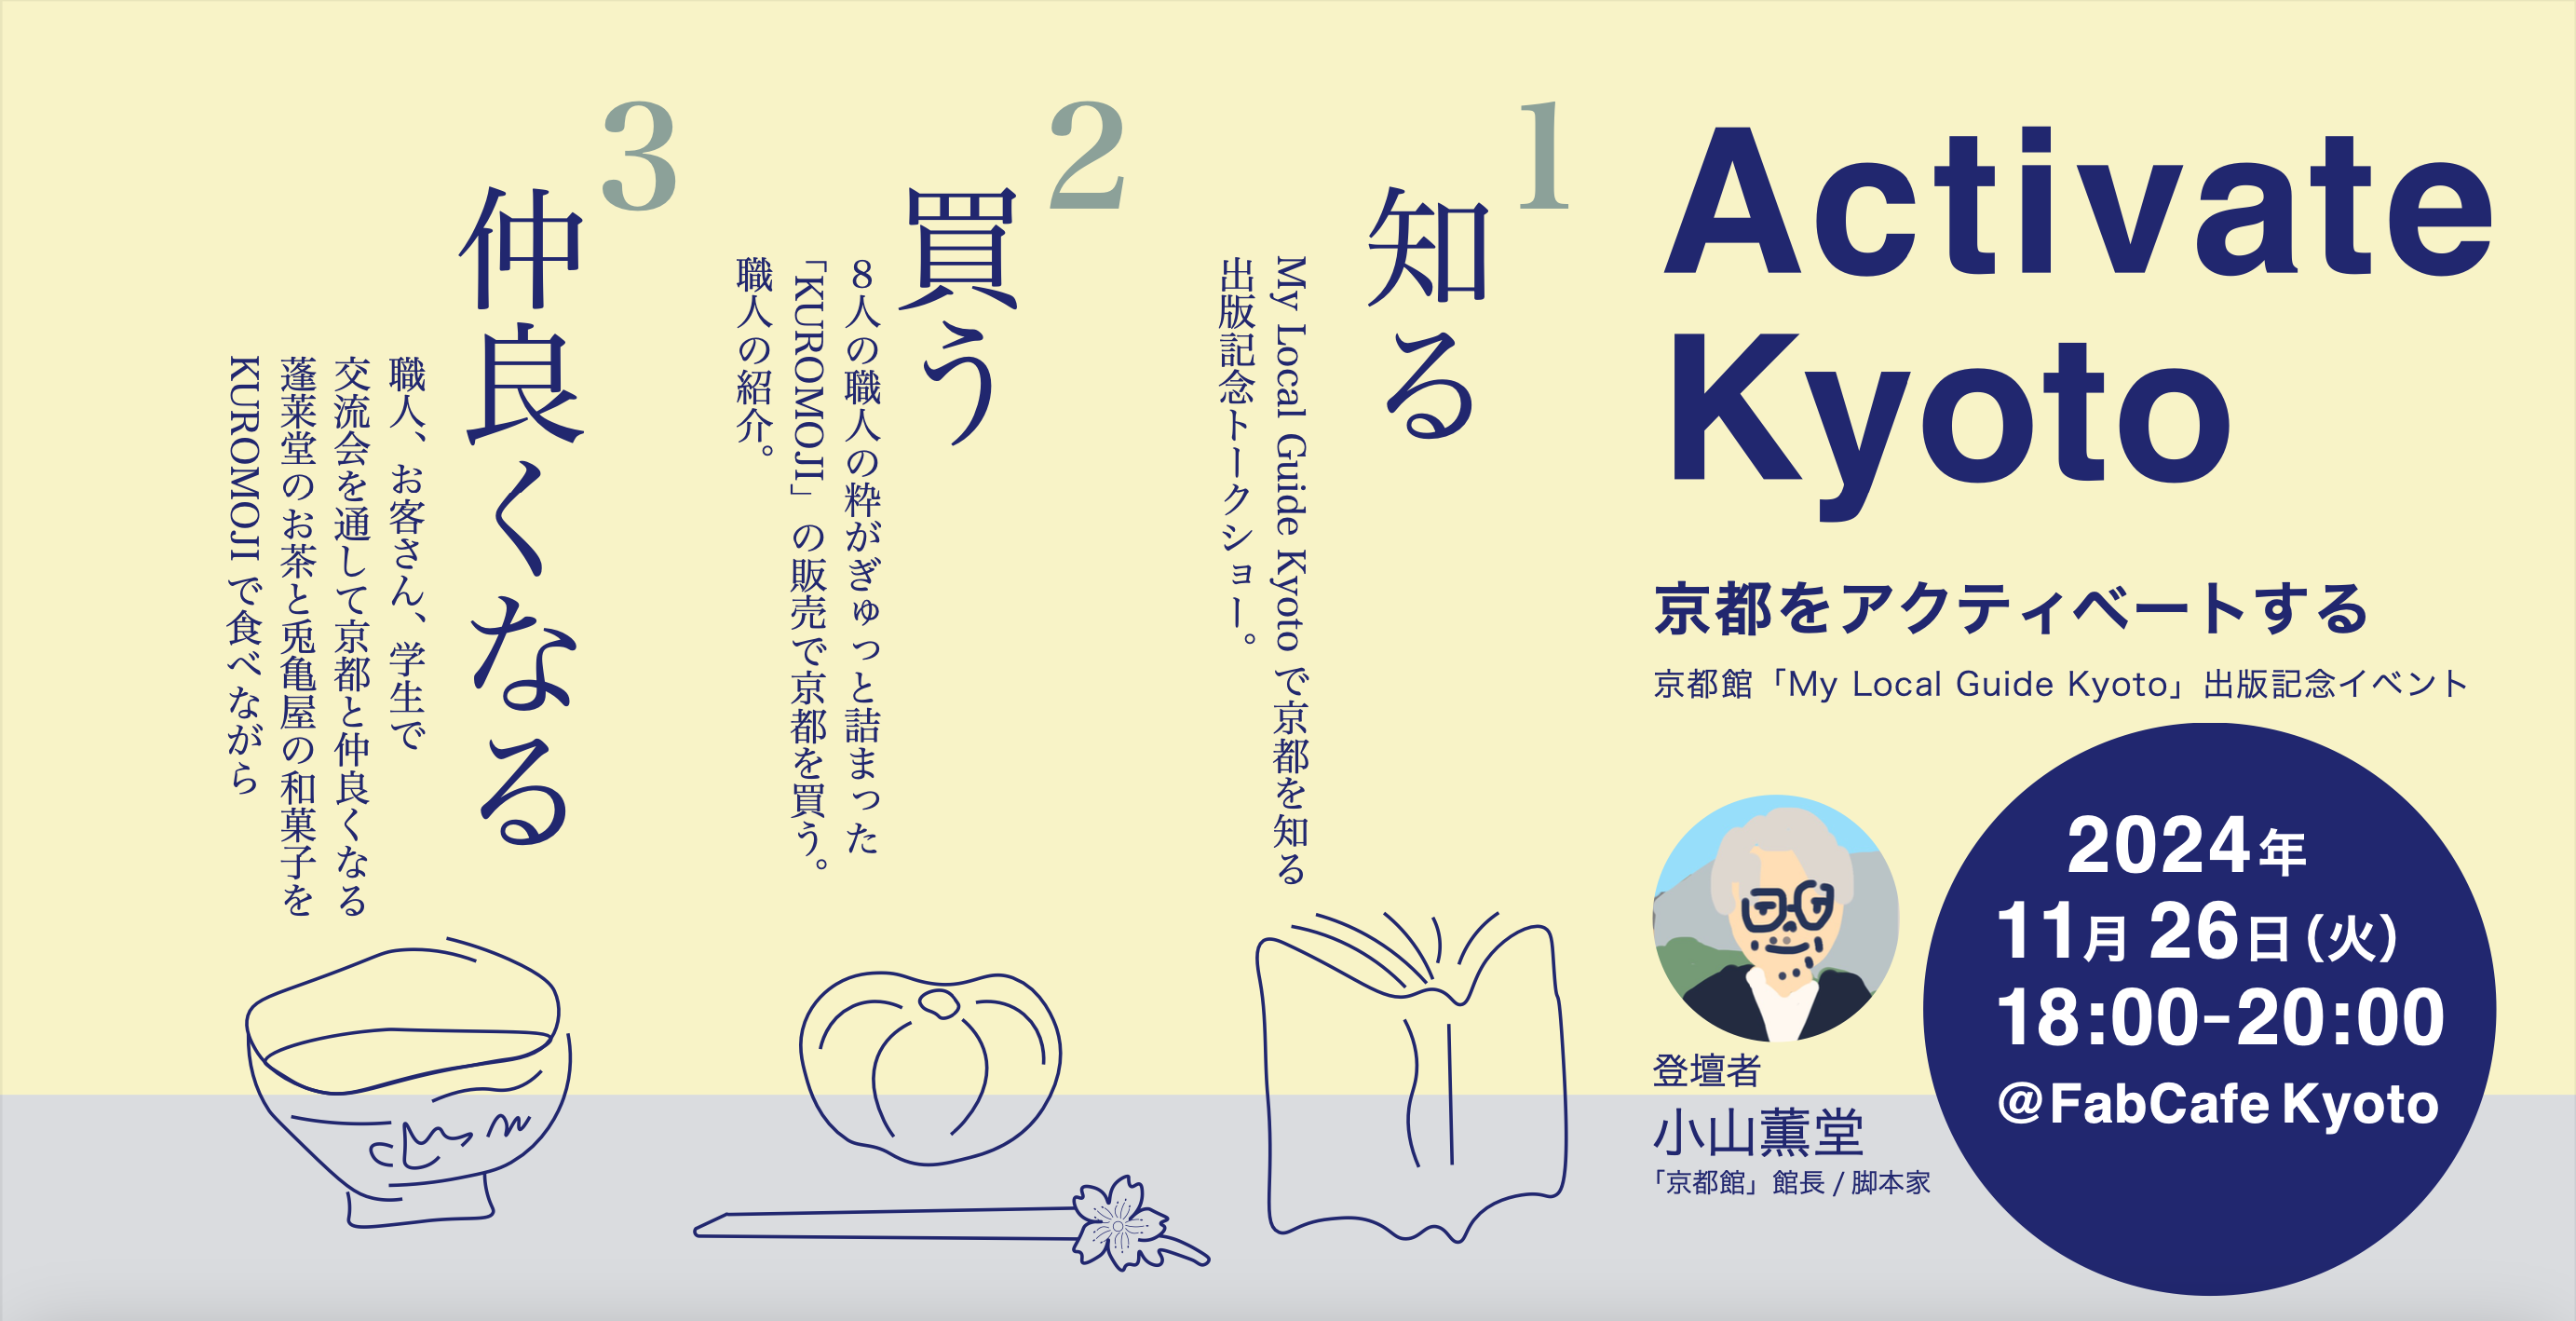 Activate
Kyoto
京都をアクティベートする
京都館「My Local Guide Kyoto」出版記念イベント
2024年
11月26日（火）
18:00-20:00
@FabCafe Kyoto
登壇者
小山薫堂
「京都館」館長 / 脚本家
1
知る
My Local Guide Kyoto で京都を知る
出版記念トークショー。
2
買う
8人の職人の粋がぎゅっと詰まった
「KUROMOJI」の販売で京都を買う。
職人の紹介。
3
仲良くなる
職人、お客さん、学生で
交流会を通して京都と仲良くなる
蓬莱堂のお茶と兎亀屋の和菓子を
KUROMOJI で食べながら